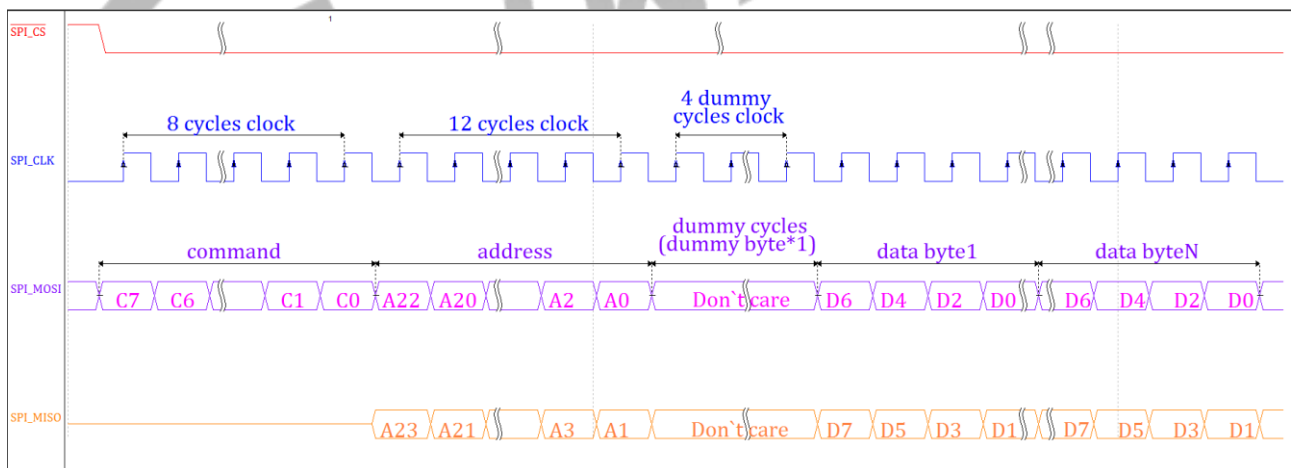 1
SPI_CS
8 cycles clock
12 cycles clock
4 dummy
cycles clock
SPI_CLK
command
address
dummy cycles
(dummy byte*1)
data byte1
data byteN
SPI_MOSI C7 C6 C1 C0 A22 A20 A2 A0 Don`t care D6 D4 D2 D0 D6 D4 D2 D0
SPI_MISO A23 A21 A3 A1 Don`t care D7 D5 D3 D1 D7 D5 D3 D1